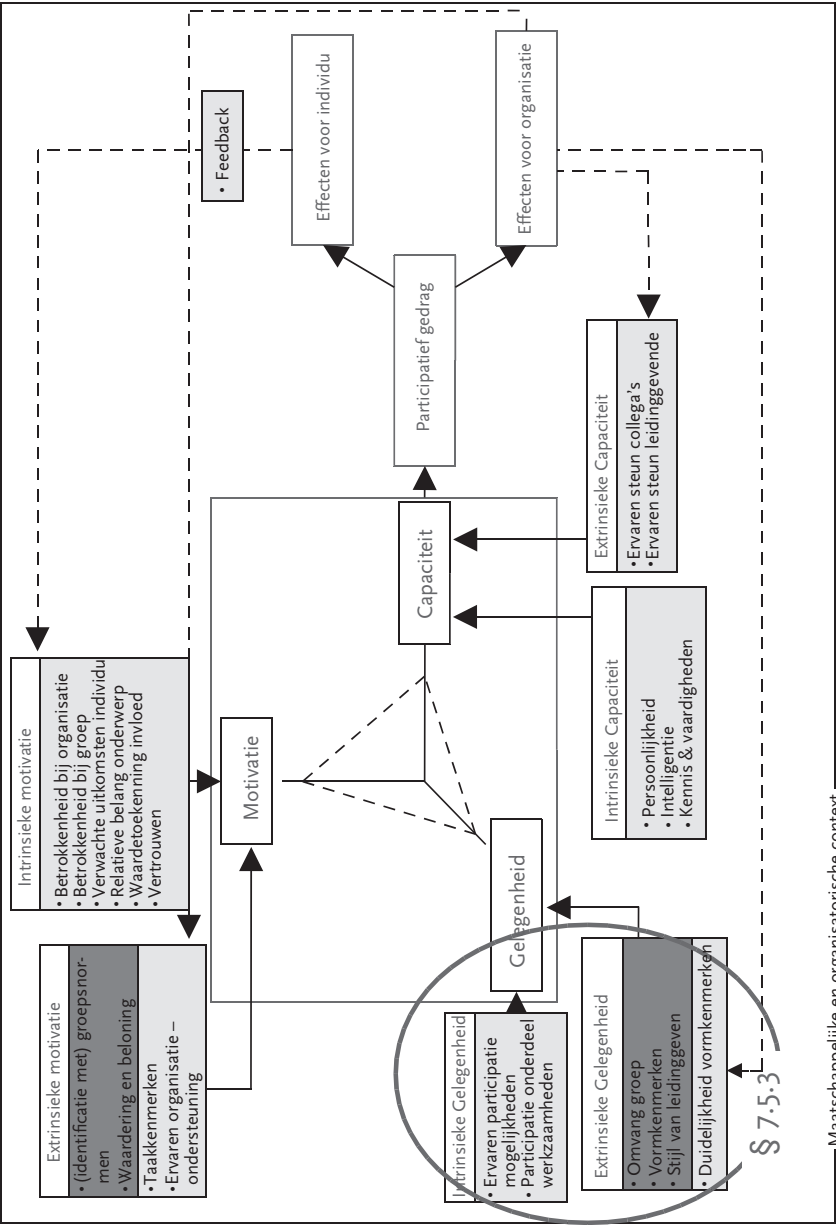 Extrinsieke motivatie
• (identificatie met) groepsnor-
men
• Waardering en beloning
• Taakkenmerken
• Ervaren organisatie –
ondersteuning
Intrinsieke motivatie
• Betrokkenheid bij organisatie
• Betrokkenheid bij groep
• Verwachte uitkomsten individu
• Relatieve belang onderwerp
• Waardetoekenning invloed
• Vertrouwen
• Feedback
Motivatie
Effecten voor individu
Intrinsieke Gelegenheid
• Ervaren participatie
mogelijkheden
• Participatie onderdeel
werkzaamheden
Gelegenheid
Capaciteit
Participatief gedrag
Effecten voor organisatie
Extrinsieke Gelegenheid
• Omvang groep
• Vormkenmerken
• Stijl van leidinggeven
• Duidelijkheid vormkenmerken
Intrinsieke Capaciteit
• Persoonlijkheid
• Intelligentie
• Kennis & vaardigheden
Extrinsieke Capaciteit
• Ervaren steun collega's
• Ervaren steun leidinggevende
§ 7.5.3
Maatschappelijke en organisatorische context